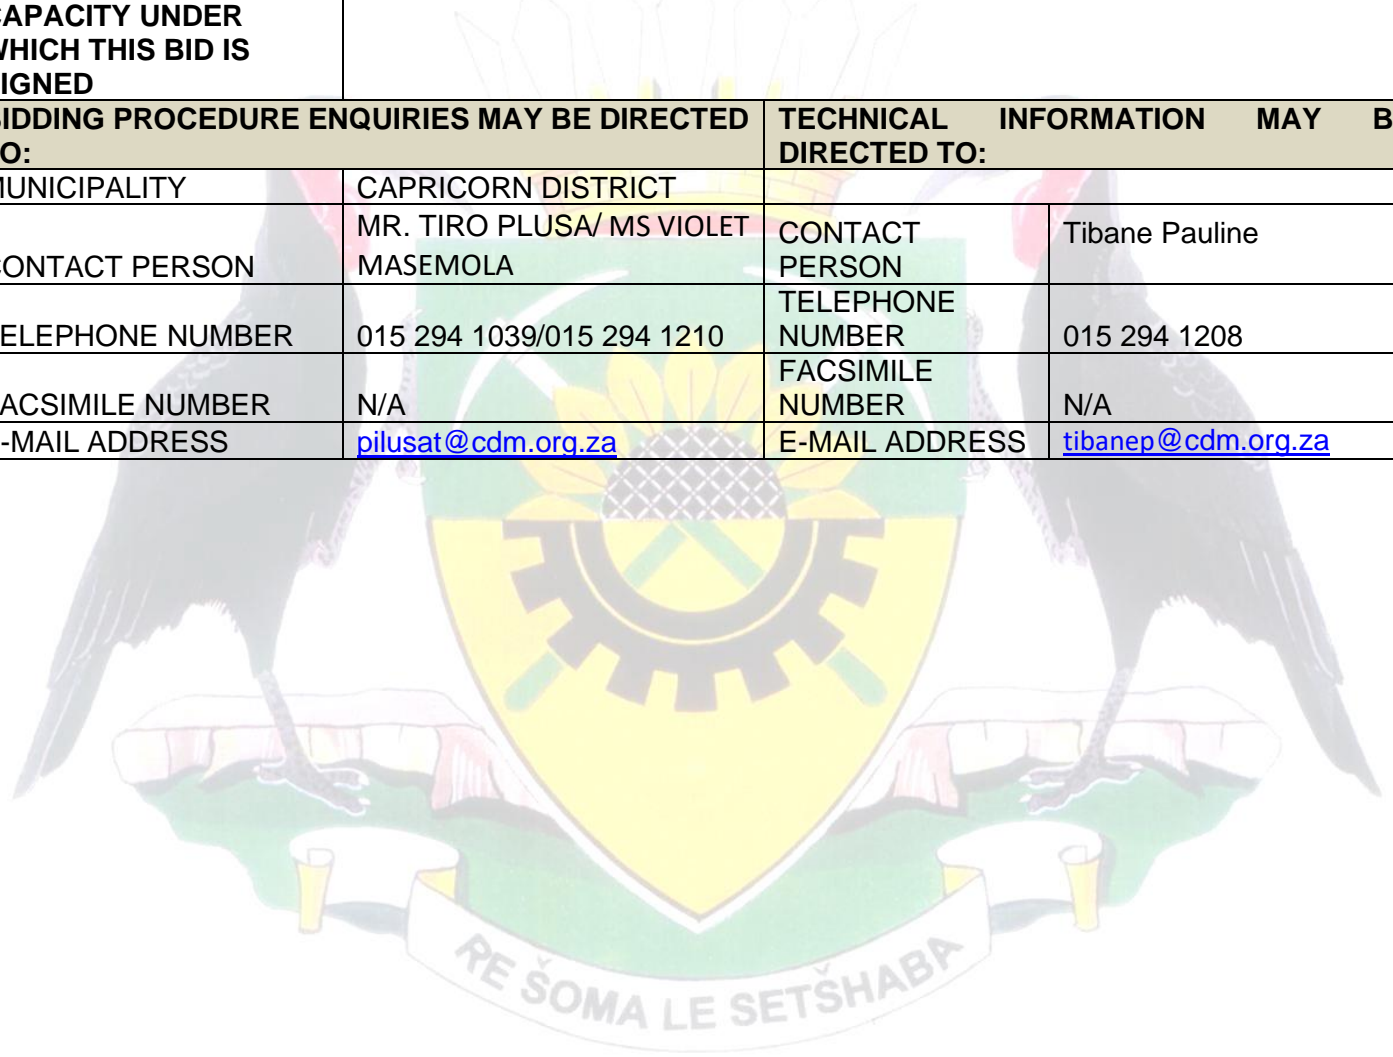 CAPACITY UNDER
WHICH THIS BID IS
SIGNED
BIDDING PROCEDURE ENQUIRIES MAY BE DIRECTED
TO:
TECHNICAL INFORMATION MAY B
DIRECTED TO:
MUNICIPALITY
CAPRICORN DISTRICT
CONTACT PERSON
MR. TIRO PLUSA/ MS VIOLET
MASEMOLA
CONTACT
PERSON
Tibane Pauline
TELEPHONE NUMBER
015 294 1039/015 294 1210
TELEPHONE
NUMBER
015 294 1208
FACSIMILE NUMBER
N/A
FACSIMILE
NUMBER
N/A
E-MAIL ADDRESS
pilusat@cdm.org.za
E-MAIL ADDRESS
tibanep@cdm.org.za
RE ŠOMA LE SETŠHABA